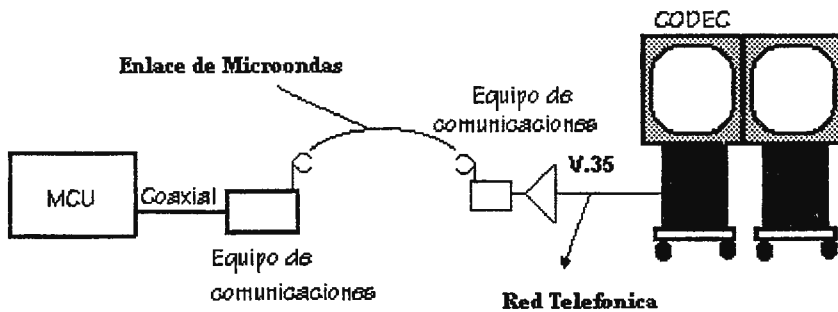 CODEC
Enlace de Microondas
Equipo de
comunicaciones
V.35
MCU
Coaxial
Equipo de
comunicaciones
Red Telefonica